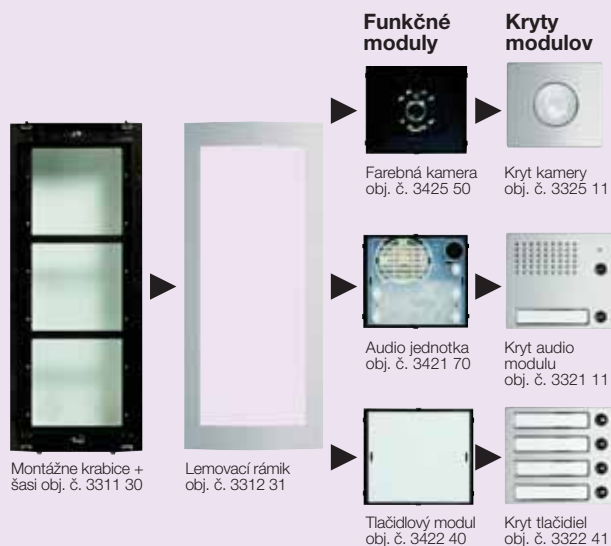 Funkčné
moduly
Kryty
modulov
Farebná kamera
obj. č. 3425 50
Kryt kamery
obj. č. 3325 11
Audio jednotka
obj. č. 3421 70
Kryt audio
modulu
obj. č. 3321 11
Montážne krabice +
šasi obj. č. 3311 30
Lemovací rámik
obj. č. 3312 31
Tlačidlový modul
obj. č. 3422 40
Kryt tlačidiel
obj. č. 3322 41